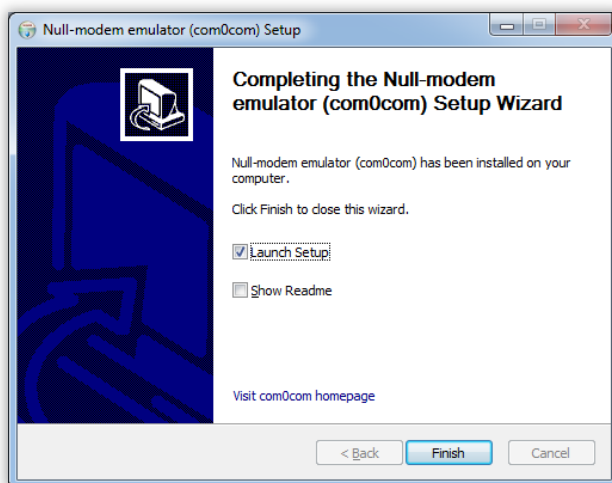 Null-modem emulator (com0com) Setup
Completing the Null-modem
emulator (com0com) Setup Wizard
Null-modem emulator (com0com) has been installed on your
computer.
Click Finish to close this wizard.
Launch Setup
Show Readme
Visit com0com homepage
< Back
Finish
Cancel